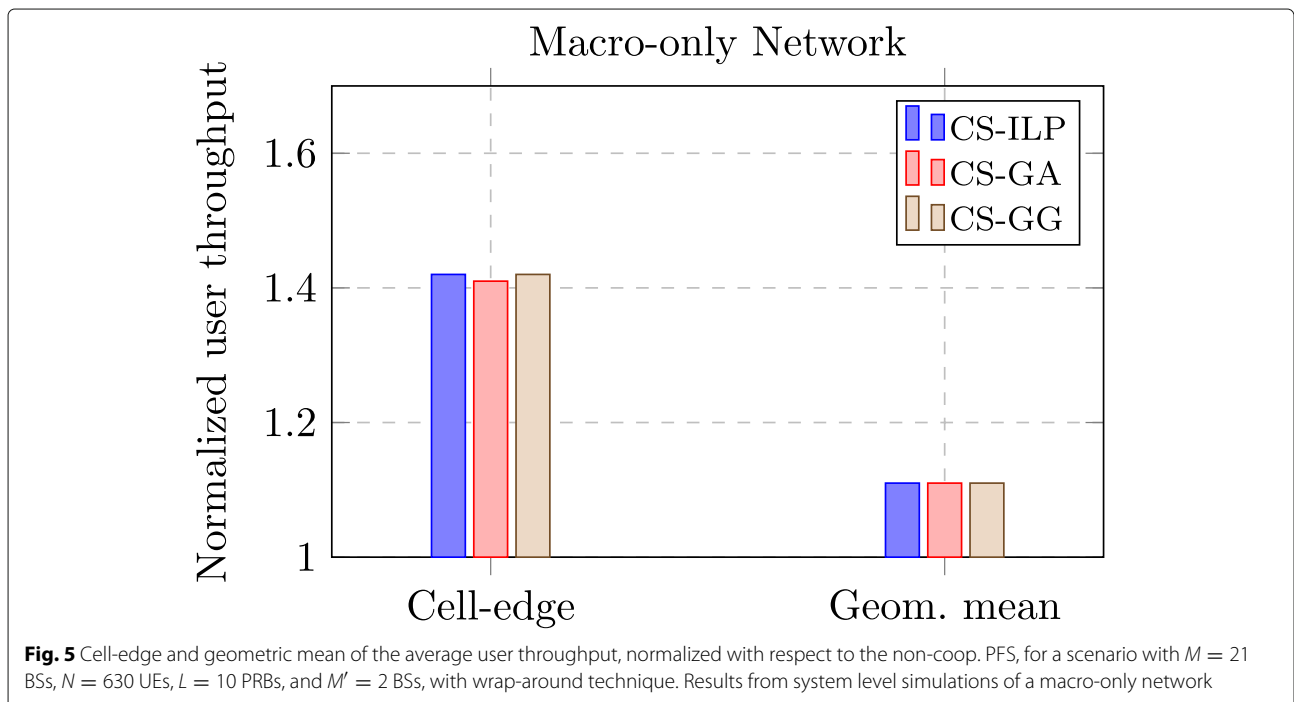 Macro-only Network
Normalized user throughput
1.6
1.4
1.2
1
CS-ILP
CS-GA
CS-GG
Cell-edge
Geom. mean
Fig. 5 Cell-edge and geometric mean of the average user throughput, normalized with respect to the non-coop. PFS, for a scenario with M = 21
BSs, N = 630 UEs, L = 10 PRBs, and M′ = 2 BSs, with wrap-around technique. Results from system level simulations of a macro-only network